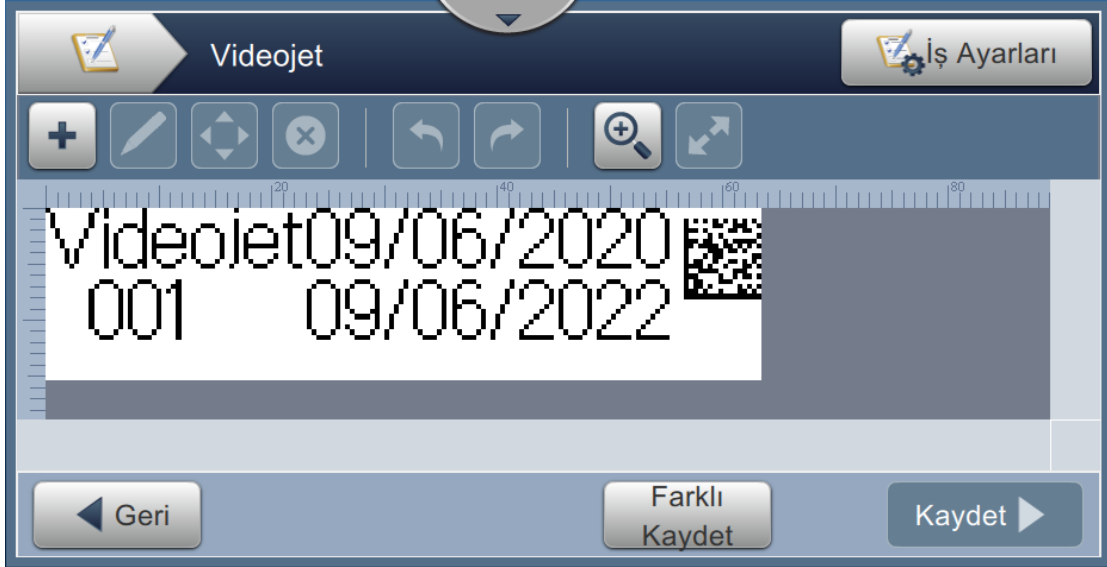 Videojet
İş Ayarları
20 40 60 80
Videojet09/06/2020
001 09/06/2022
Geri
Farklı
Kaydet
Kaydet